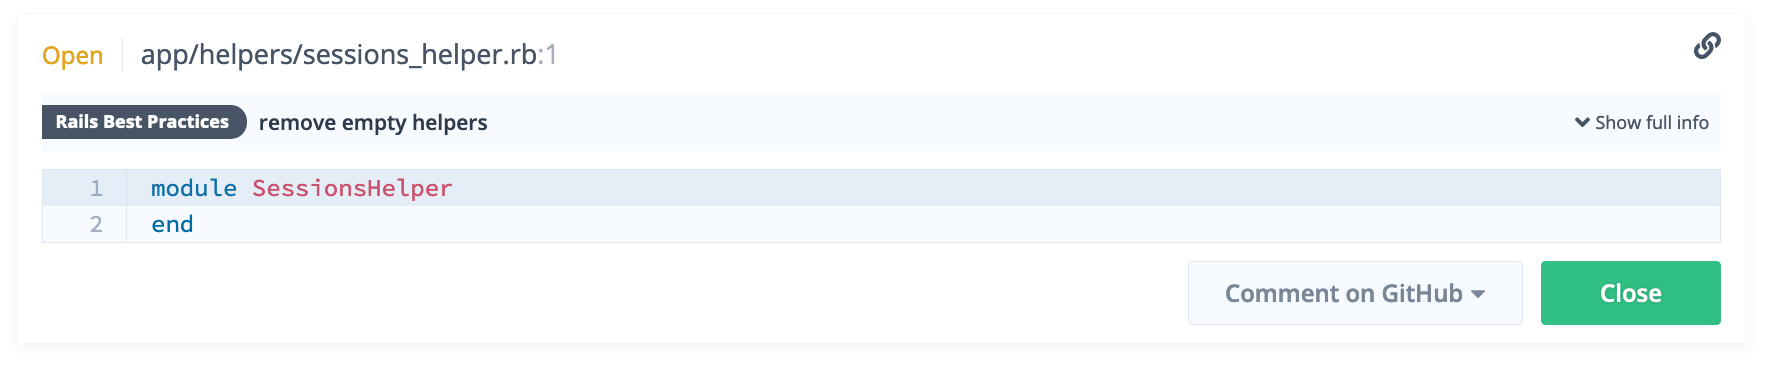 Open app/helpers/sessions_helper.rb:1
Rails Best Practices remove empty helpers Show full info
1 module SessionsHelper
2 end
Comment on GitHub Close